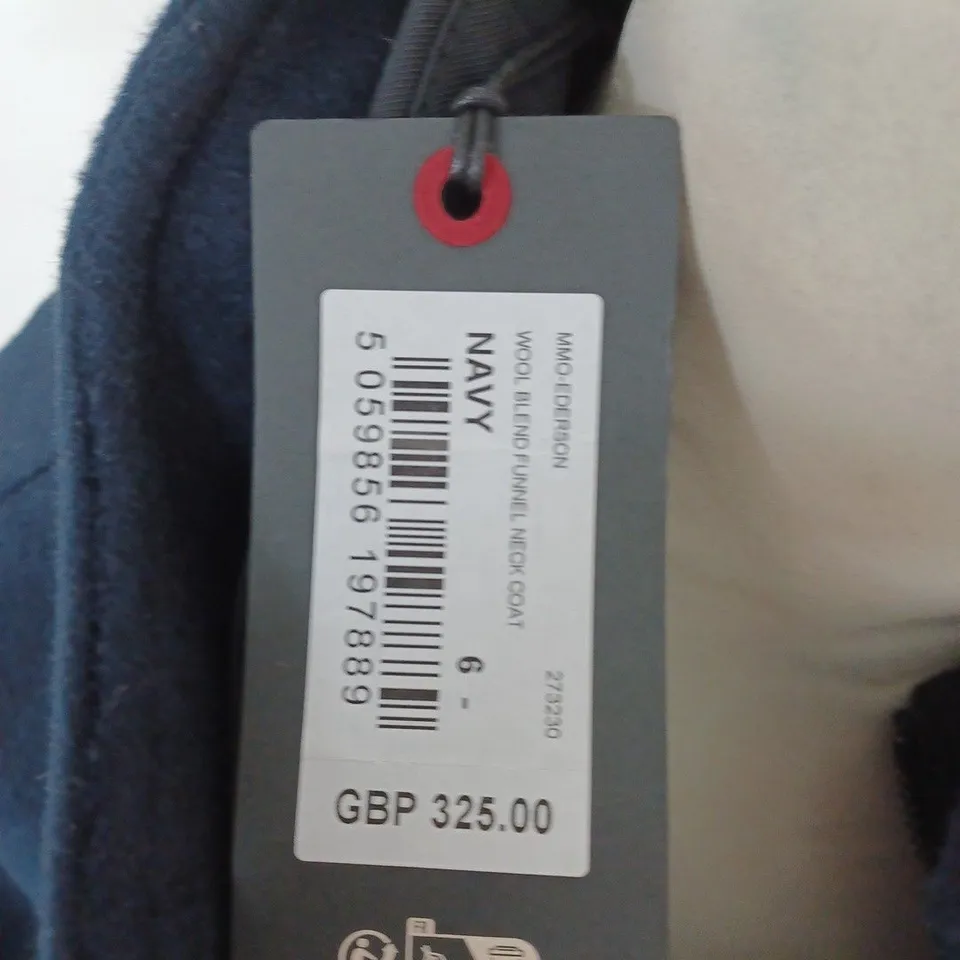 MMO-EDERSON 273230
WOOL BLEND FUNNEL NECK COAT
NAVY 6 -
5 059856 197889
GBP 325.00